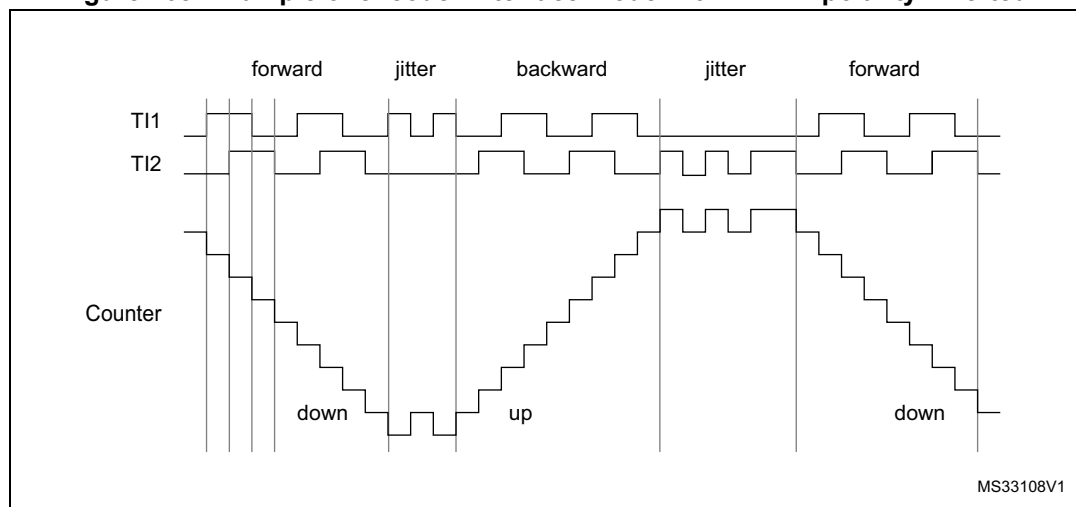 forward jitter backward jitter forward
TI1
TI2
Counter
down up down
MS33108V1